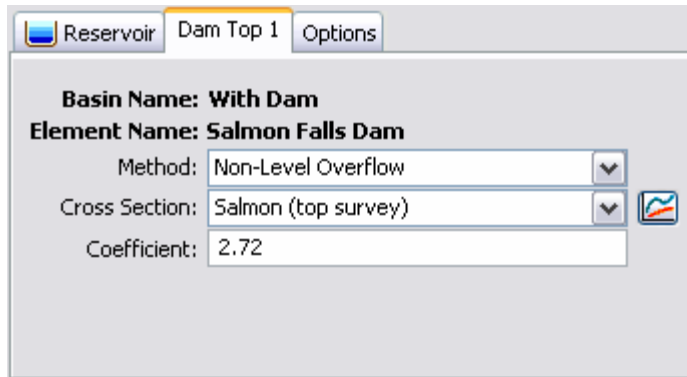 Reservoir Dam Top 1 Options
Basin Name: With Dam
Element Name: Salmon Falls Dam
Method: Non-Level Overflow
Cross Section: Salmon (top survey)
Coefficient: 2.72